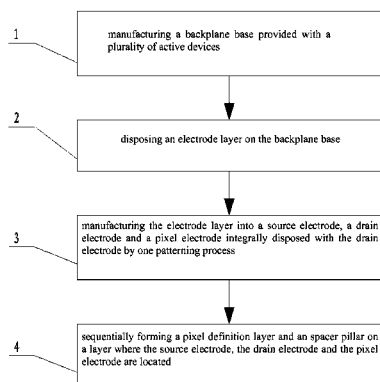 1
manufacturing a backplane base provided with a
plurality of active devices
2
disposing an electrode layer on the backplane base
3
manufacturing the electrode layer into a source electrode, a drain
electrode and a pixel electrode integrally disposed with the drain
electrode by one patterning process
4
sequentially forming a pixel definition layer and an spacer pillar on
a layer where the source electrode, the drain electrode and the pixel
electrode are located